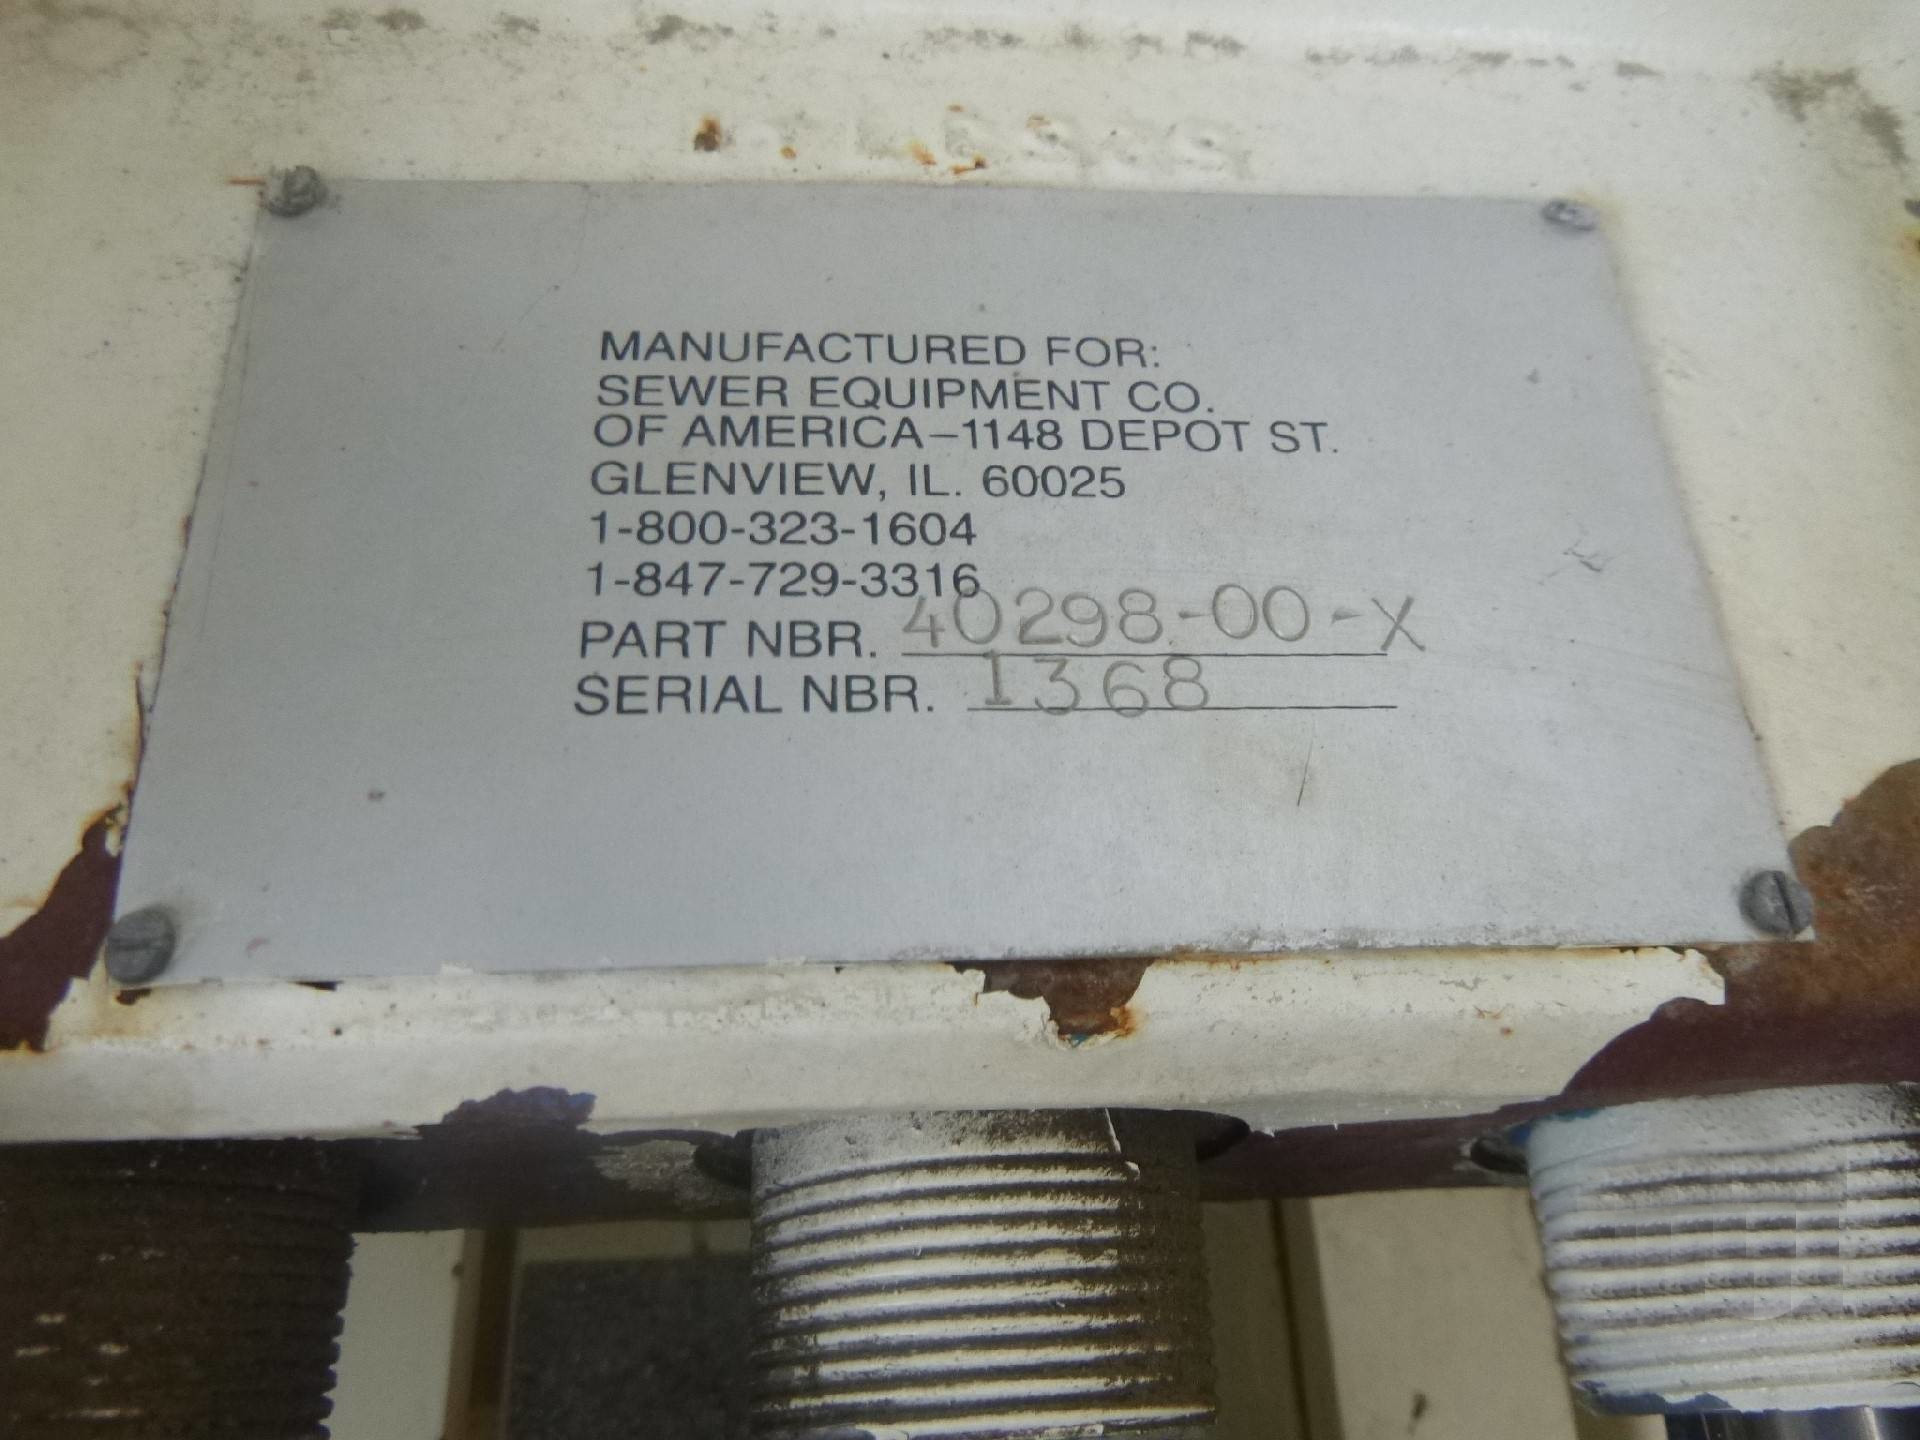 MANUFACTURED FOR:
SEWER EQUIPMENT CO.
OF AMERICA-1148 DEPOT ST.
GLENVIEW, IL. 60025
1-800-323-1604
1-847-729-3316
PART NBR. 40298-00-X
SERIAL NBR. 1368